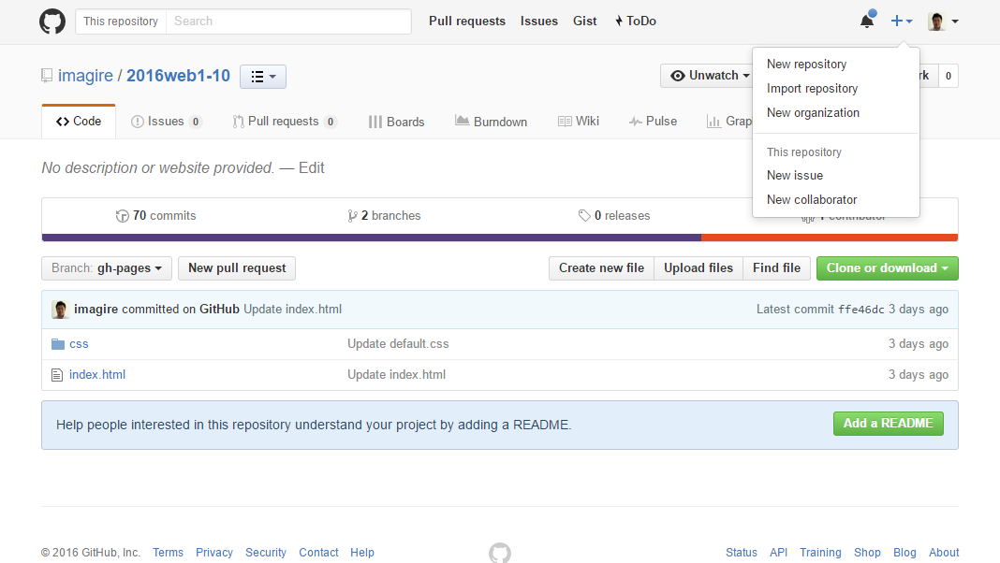 This repository Search Pull requests Issues Gist ToDo
New repository
Import repository
New organization
This repository
New issue
New collaborator
imagire / 2016web1-10 Unwatch rk 0
Code Issues 0 Pull requests 0 Boards Burndown Wiki Pulse Grap
No description or website provided. — Edit
70 commits 2 branches 0 releases 1 contributor
Branch: gh-pages New pull request Create new file Upload files Find file Clone or download
imagire committed on GitHub Update index.html Latest commit ffe46dc 3 days ago
css Update default.css 3 days ago
index.html Update index.html 3 days ago
Help people interested in this repository understand your project by adding a README. Add a README
© 2016 GitHub, Inc. Terms Privacy Security Contact Help Status API Training Shop Blog About